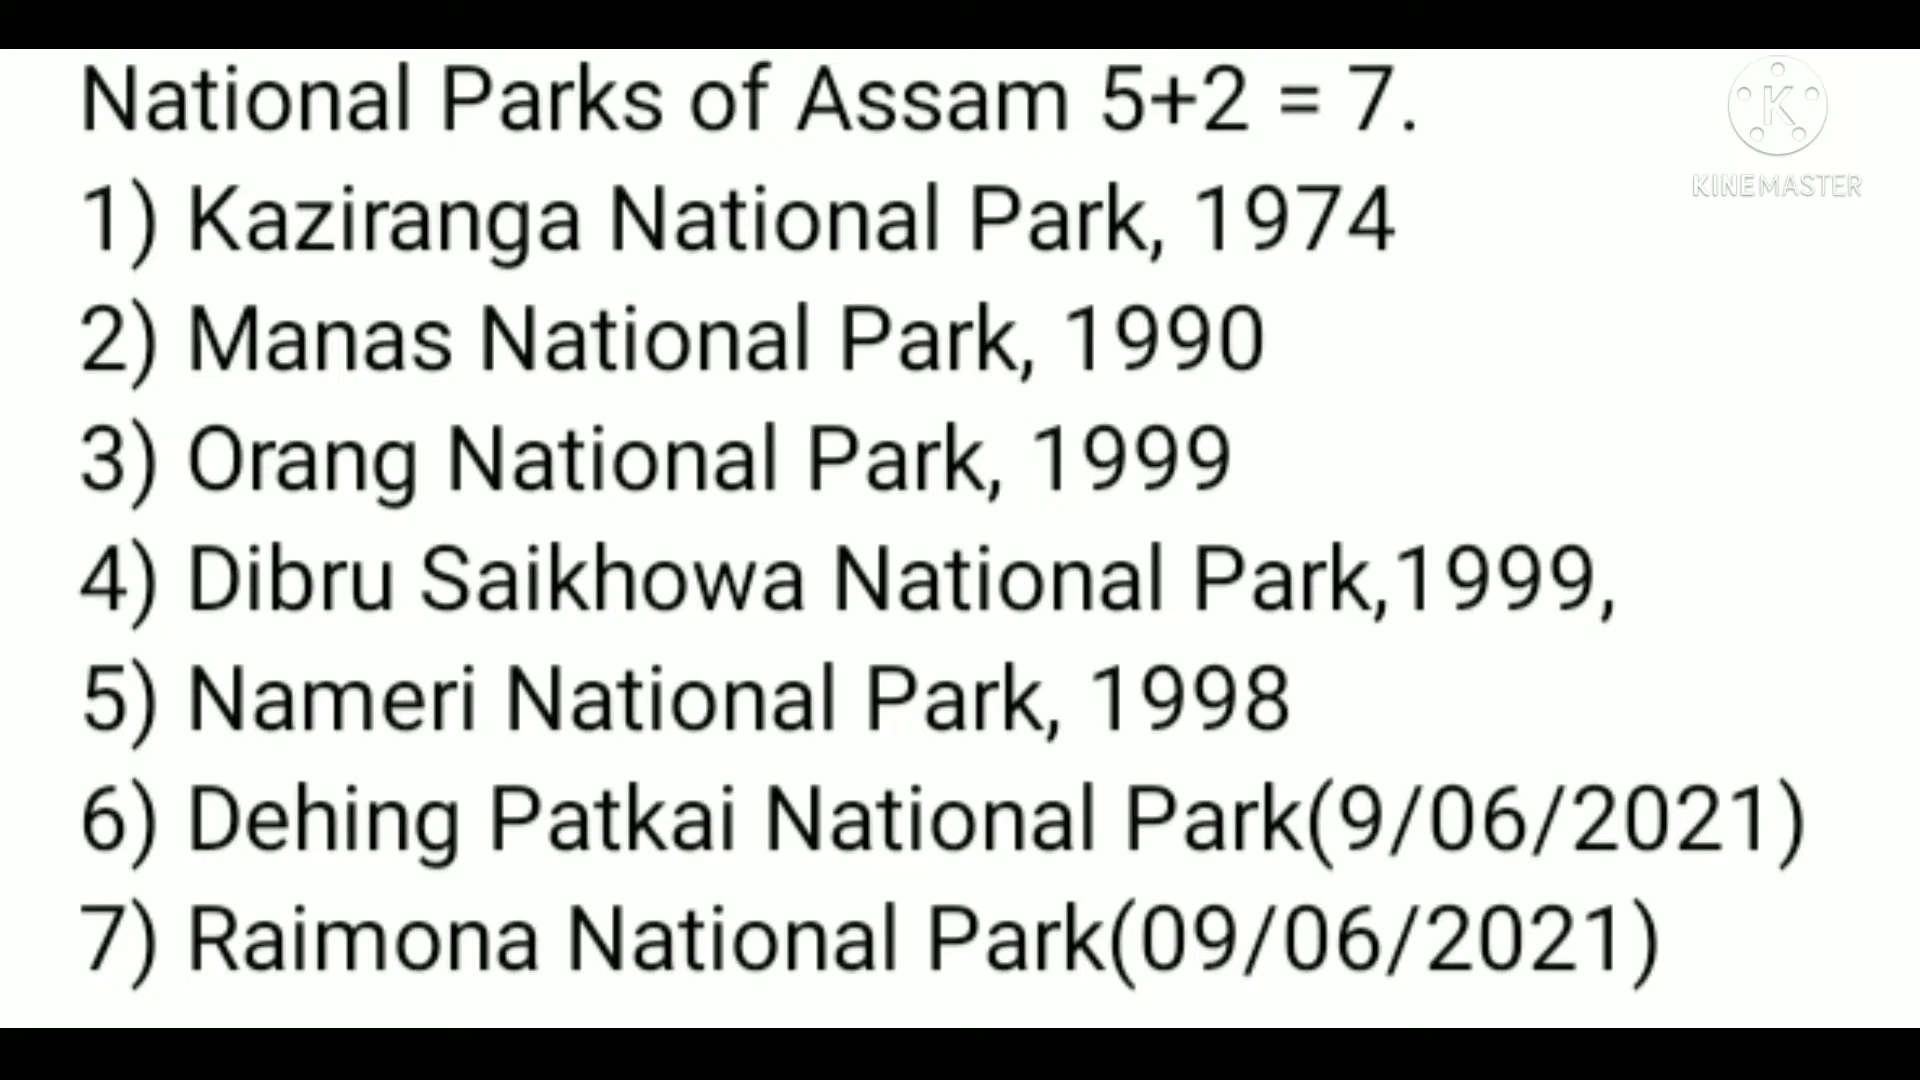 National Parks of Assam 5+2 = 7.
K
KINEMASTER
1) Kaziranga National Park, 1974
2) Manas National Park, 1990
3) Orang National Park, 1999
4) Dibru Saikhowa National Park,1999,
5) Nameri National Park, 1998
6) Dehing Patkai National Park(9/06/2021)
7) Raimona National Park(09/06/2021)